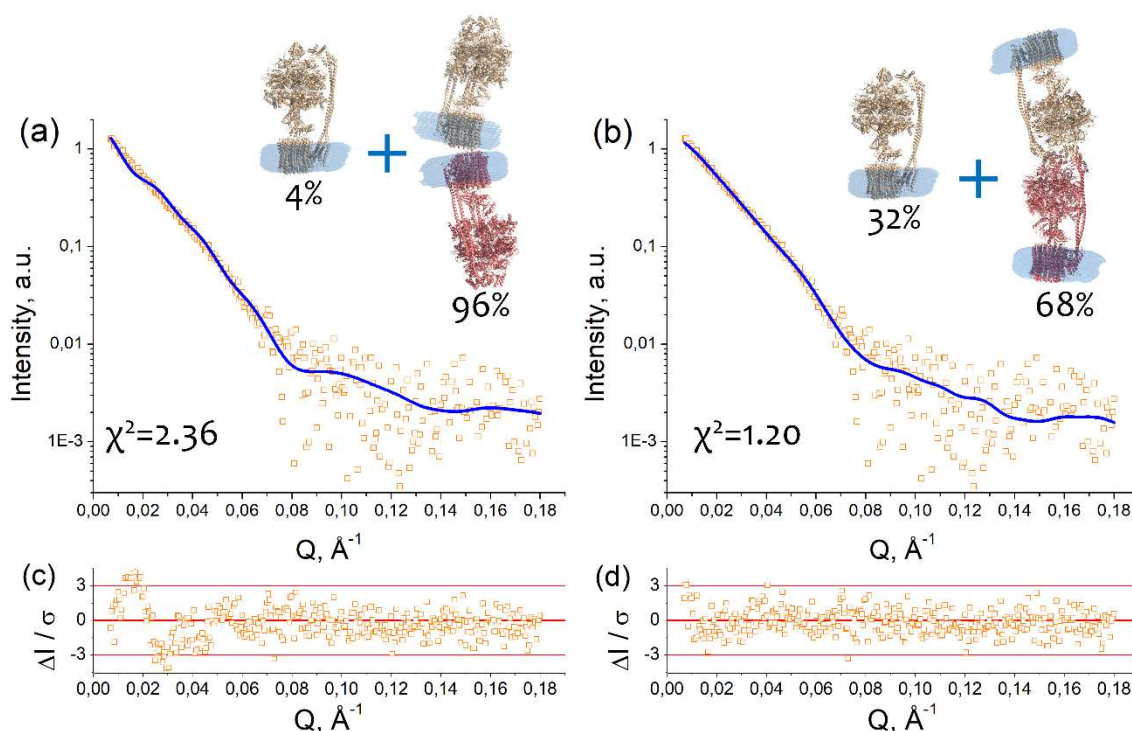 (a)
4%
96%
Intensity, a.u.
1
0,1
0,01
1E-3
χ²=2.36
0,00 0,02 0,04 0,06 0,08 0,10 0,12 0,14 0,16 0,18
Q, Å⁻¹
(b)
32%
68%
Intensity, a.u.
1
0,1
0,01
1E-3
χ²=1.20
0,00 0,02 0,04 0,06 0,08 0,10 0,12 0,14 0,16 0,18
Q, Å⁻¹
(c)
ΔI / σ
3
0
-3
0,00 0,02 0,04 0,06 0,08 0,10 0,12 0,14 0,16 0,18
Q, Å⁻¹
(d)
ΔI / σ
3
0
-3
0,00 0,02 0,04 0,06 0,08 0,10 0,12 0,14 0,16 0,18
Q, Å⁻¹